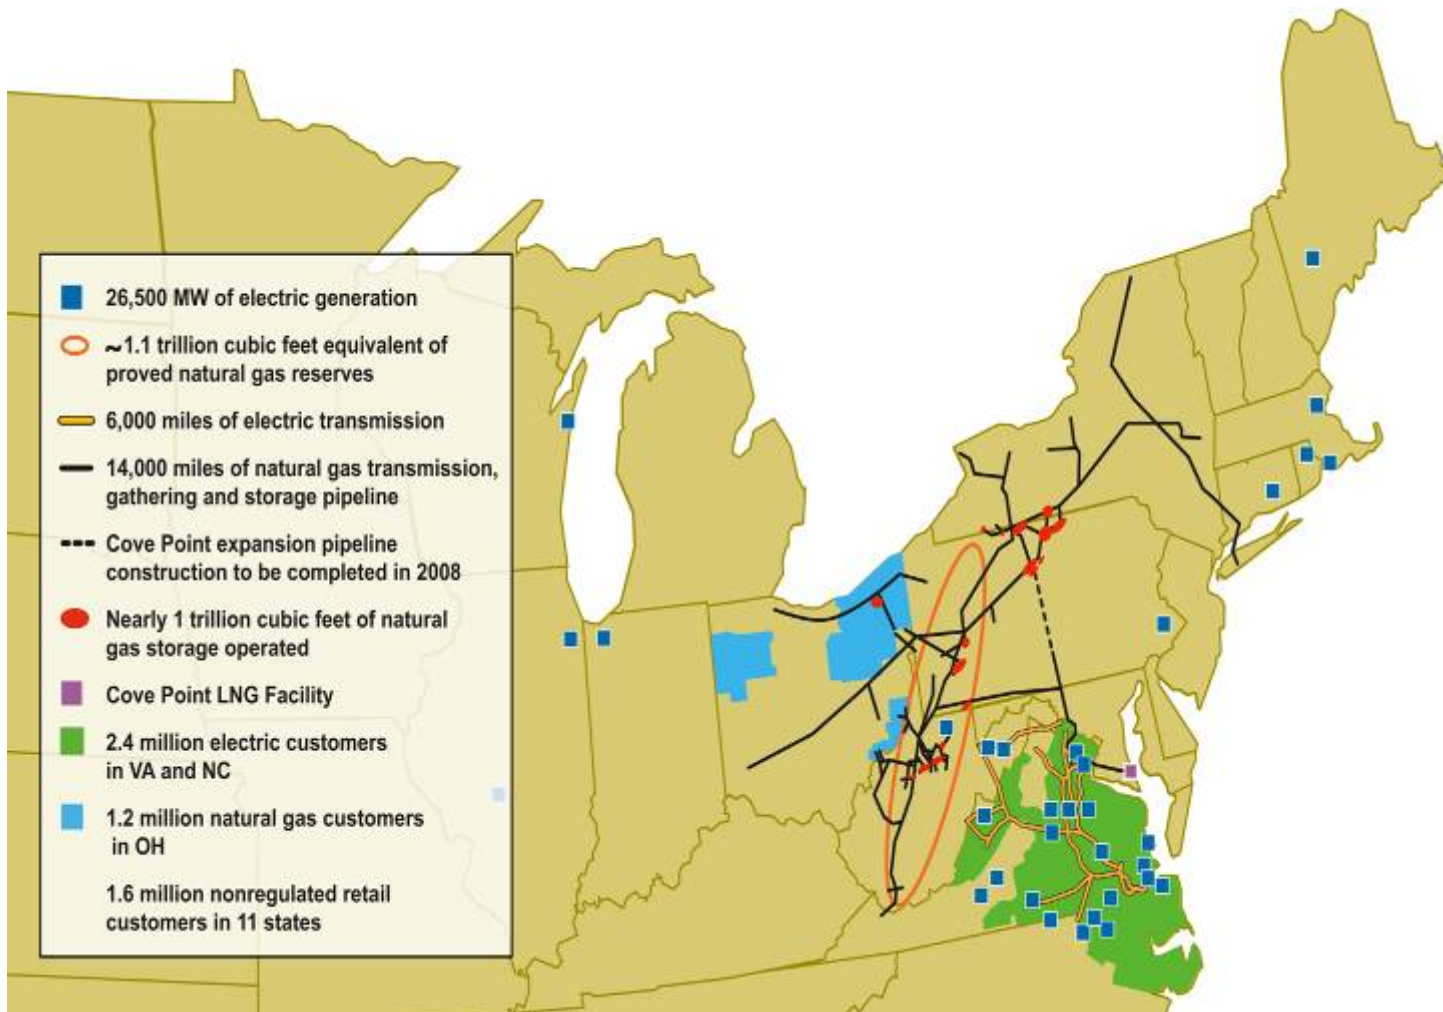 26,500 MW of electric generation
~1.1 trillion cubic feet equivalent of
proved natural gas reserves
6,000 miles of electric transmission
14,000 miles of natural gas transmission,
gathering and storage pipeline
Cove Point expansion pipeline
construction to be completed in 2008
Nearly 1 trillion cubic feet of natural
gas storage operated
Cove Point LNG Facility
2.4 million electric customers
in VA and NC
1.2 million natural gas customers
in OH
1.6 million nonregulated retail
customers in 11 states